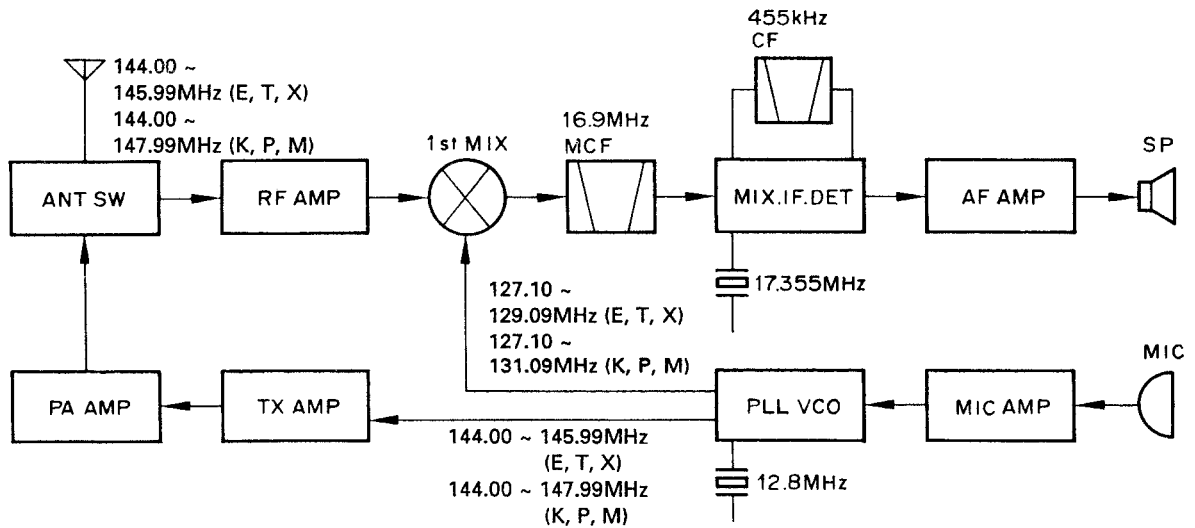 455kHz
CF
144.00 ~
145.99MHz (E, T, X)
144.00 ~
147.99MHz (K, P, M)
1st MIX
16.9MHz
MCF
SP
ANT SW
RF AMP
MIX.IF.DET
AF AMP
17.355MHz
127.10 ~
129.09MHz (E, T, X)
127.10 ~
131.09MHz (K, P, M)
MIC
PA AMP
TX AMP
PLL VCO
MIC AMP
144.00 ~ 145.99MHz
(E, T, X)
144.00 ~ 147.99MHz
(K, P, M)
12.8MHz